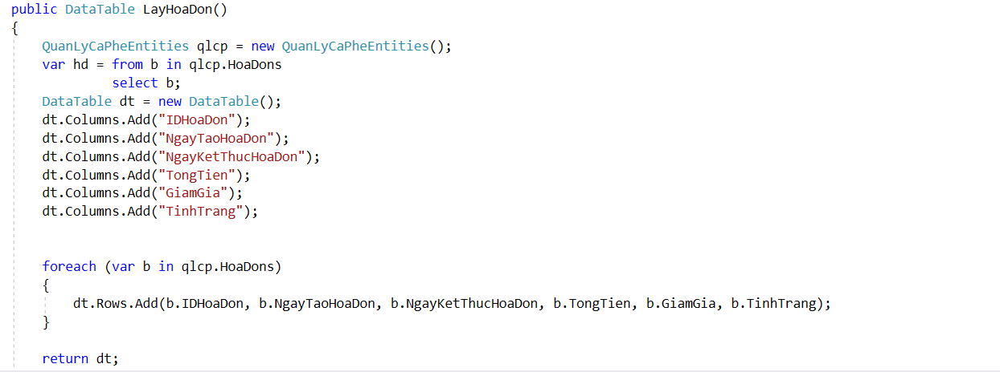 public DataTable LayHoaDon()
{
    QuanLyCaPheEntities qlcp = new QuanLyCaPheEntities();
    var hd = from b in qlcp.HoaDons
             select b;
    DataTable dt = new DataTable();
    dt.Columns.Add("IDHoaDon");
    dt.Columns.Add("NgayTaoHoaDon");
    dt.Columns.Add("NgayKetThucHoaDon");
    dt.Columns.Add("TongTien");
    dt.Columns.Add("GiamGia");
    dt.Columns.Add("TinhTrang");
    foreach (var b in qlcp.HoaDons)
    {
        dt.Rows.Add(b.IDHoaDon, b.NgayTaoHoaDon, b.NgayKetThucHoaDon, b.TongTien, b.GiamGia, b.TinhTrang);
    }
    return dt;